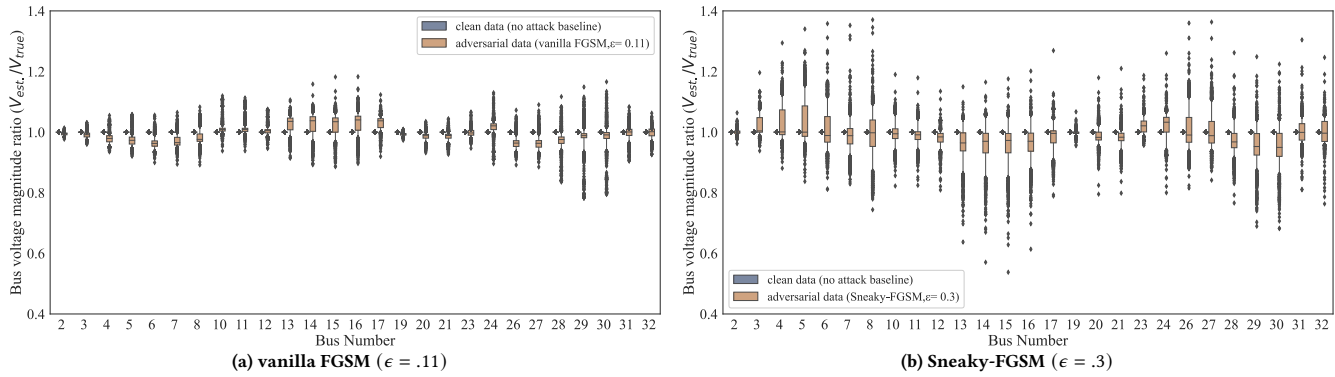 1.4
1.2
1.0
0.8
0.6
0.4
Bus voltage magnitude ratio (V_est./V_true)
clean data (no attack baseline)
adversarial data (vanilla FGSM,ε= 0.11)
2 3 4 5 6 7 8 10 11 12 13 14 15 16 17 19 20 21 24 26 27 28 29 30 31 32
Bus Number
(a) vanilla FGSM (ϵ = .11)
1.4
1.2
1.0
0.8
0.6
0.4
Bus voltage magnitude ratio (V_est./V_true)
clean data (no attack baseline)
adversarial data (Sneaky-FGSM,ε= 0.3)
2 3 4 5 6 7 8 10 11 12 13 14 15 16 17 19 20 21 23 24 26 27 28 29 30 31 32
Bus Number
(b) Sneaky-FGSM (ϵ = .3)